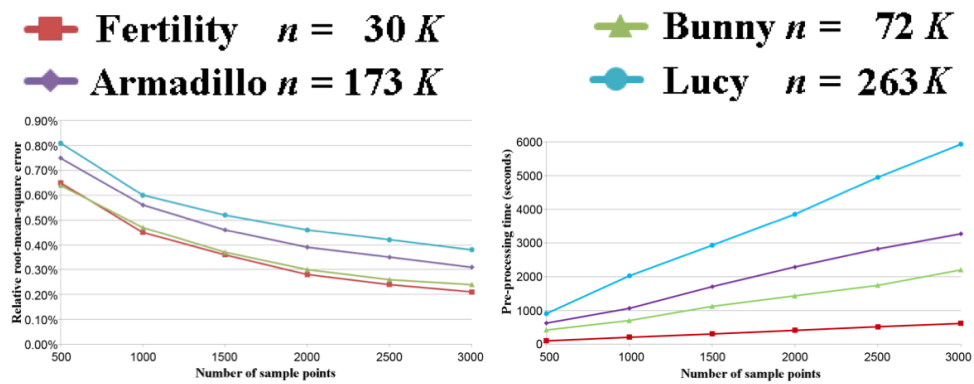 Fertility n = 30 K
Bunny n = 72 K
Armadillo n = 173 K
Lucy n = 263 K
Relative root-mean-square error
0.90%
0.80%
0.70%
0.60%
0.50%
0.40%
0.30%
0.20%
0.10%
0.00%
500 1000 1500 2000 2500 3000
Number of sample points
Pre-processing time (seconds)
6000
5000
4000
3000
2000
1000
0
500 1000 1500 2000 2500 3000
Number of sample points